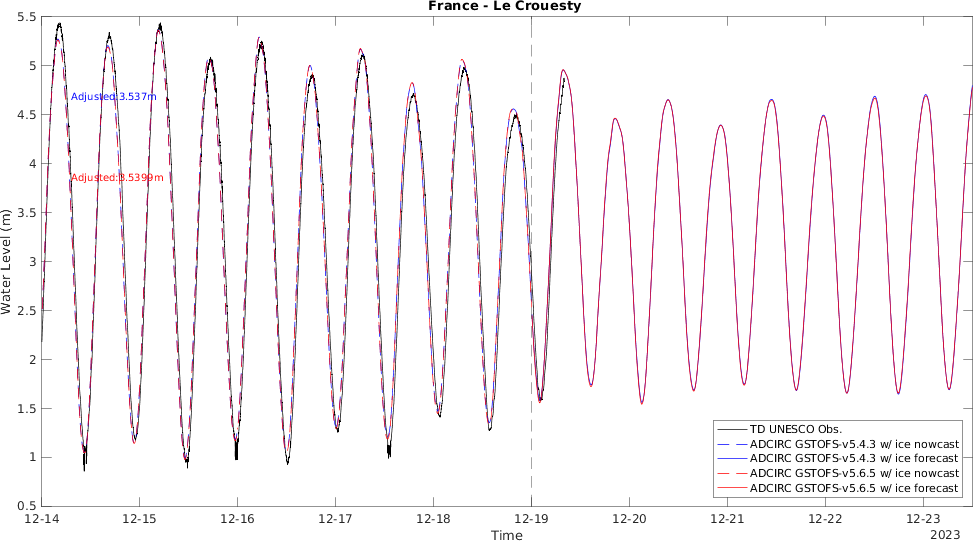 France - Le Crouesty
5.5
5
4.5
4
3.5
3
2.5
2
1.5
1
0.5
Water Level (m)
Adjusted:3.537m
Adjusted:3.5399m
TD UNESCO Obs.
ADCIRC GSTOFS-v5.4.3 w/ ice nowcast
ADCIRC GSTOFS-v5.4.3 w/ ice forecast
ADCIRC GSTOFS-v5.6.5 w/ ice nowcast
ADCIRC GSTOFS-v5.6.5 w/ ice forecast
12-14 12-15 12-16 12-17 12-18 12-19 12-20 12-21 12-22 12-23
Time
2023